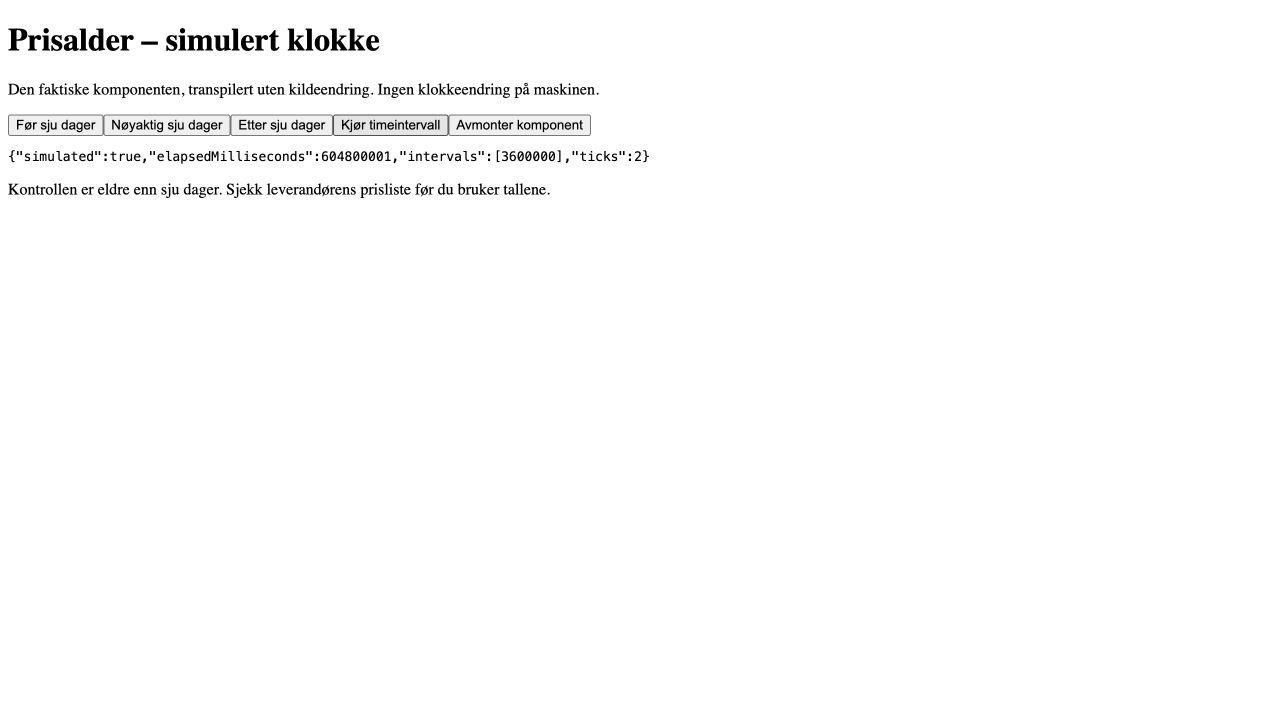 Prisalder – simulert klokke
Den faktiske komponenten, transpilert uten kildeendring. Ingen klokkeendring på maskinen.
Før sju dager Nøyaktig sju dager Etter sju dager Kjør timeintervall Avmonter komponent
{"simulated":true,"elapsedMilliseconds":604800001,"intervals":[3600000],"ticks":2}
Kontrollen er eldre enn sju dager. Sjekk leverandørens prisliste før du bruker tallene.